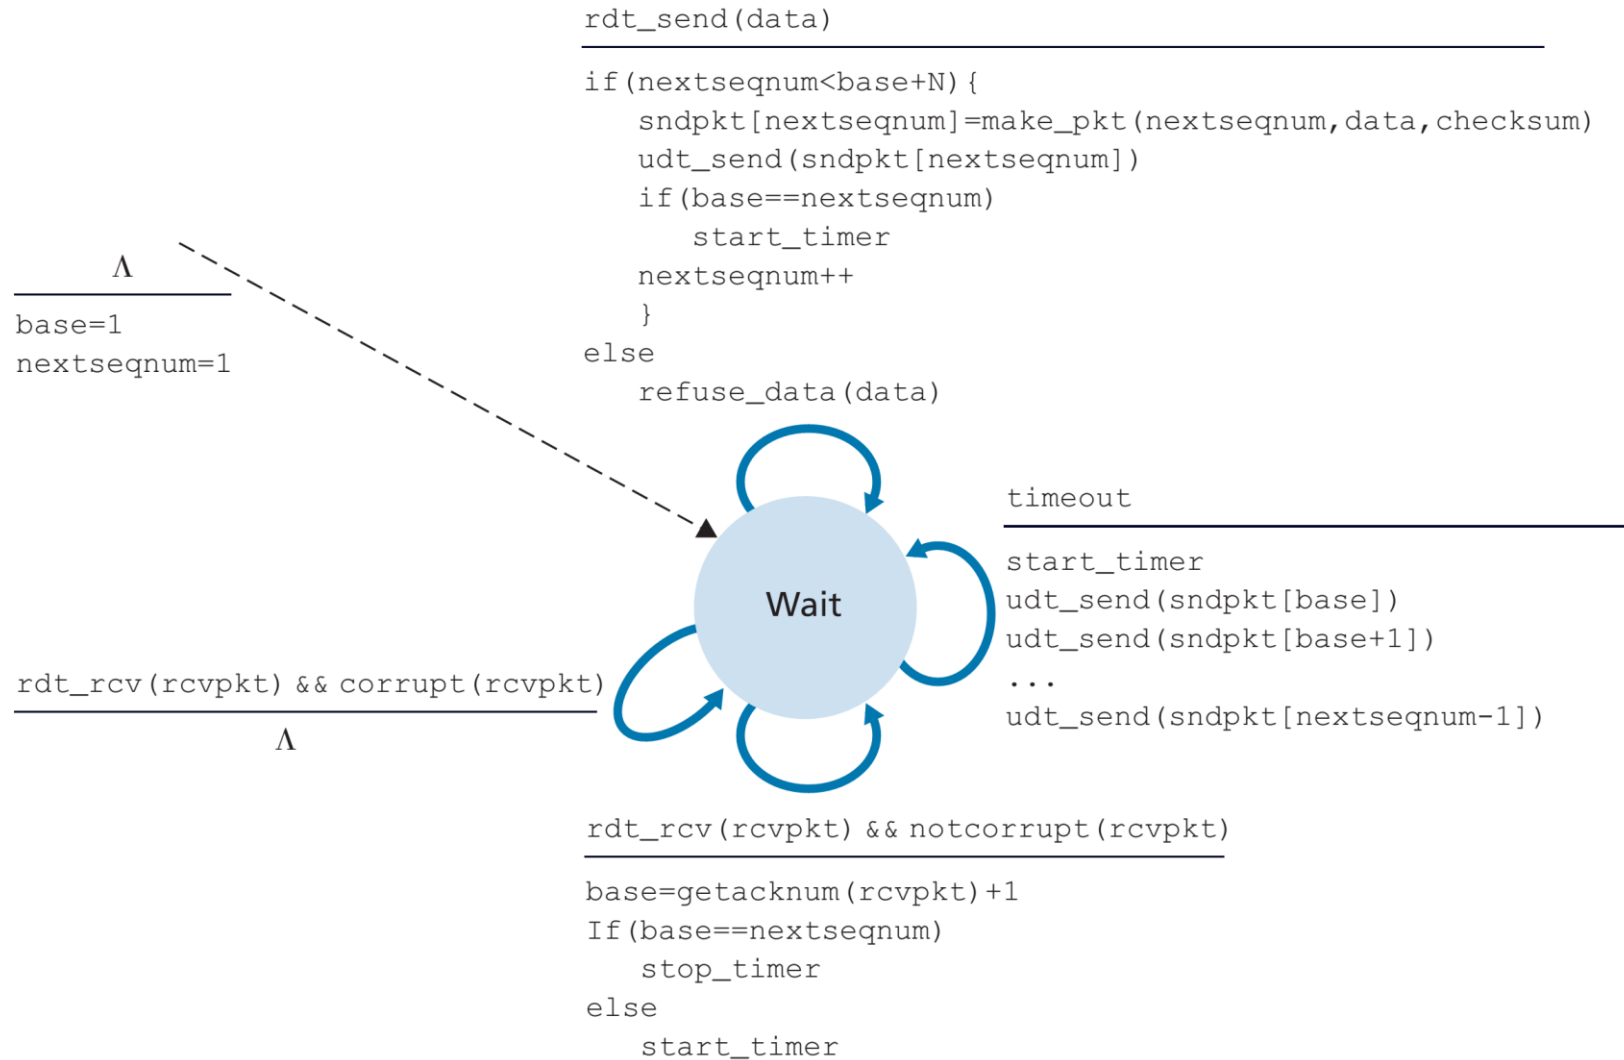 rdt_send(data)
if(nextseqnum<base+N){
sndpkt[nextseqnum]=make_pkt(nextseqnum,data,checksum)
udt_send(sndpkt[nextseqnum])
if(base==nextseqnum)
start_timer
nextseqnum++
}
else
refuse_data(data)
Λ
base=1
nextseqnum=1
timeout
start_timer
udt_send(sndpkt[base])
udt_send(sndpkt[base+1])
...
udt_send(sndpkt[nextseqnum-1])
Wait
rdt_rcv(rcvpkt) && corrupt(rcvpkt)
Λ
rdt_rcv(rcvpkt) && notcorrupt(rcvpkt)
base=getacknum(rcvpkt)+1
If(base==nextseqnum)
stop_timer
else
start_timer